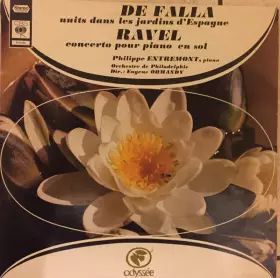 DE FALLA
nuits dans les jardins d'Espagne
RAVEL
concerto pour piano en sol
Philippe ENTREMONT, piano
Orchestre de Philadelphie
Dir.: Eugene ORMANDY
odyssée